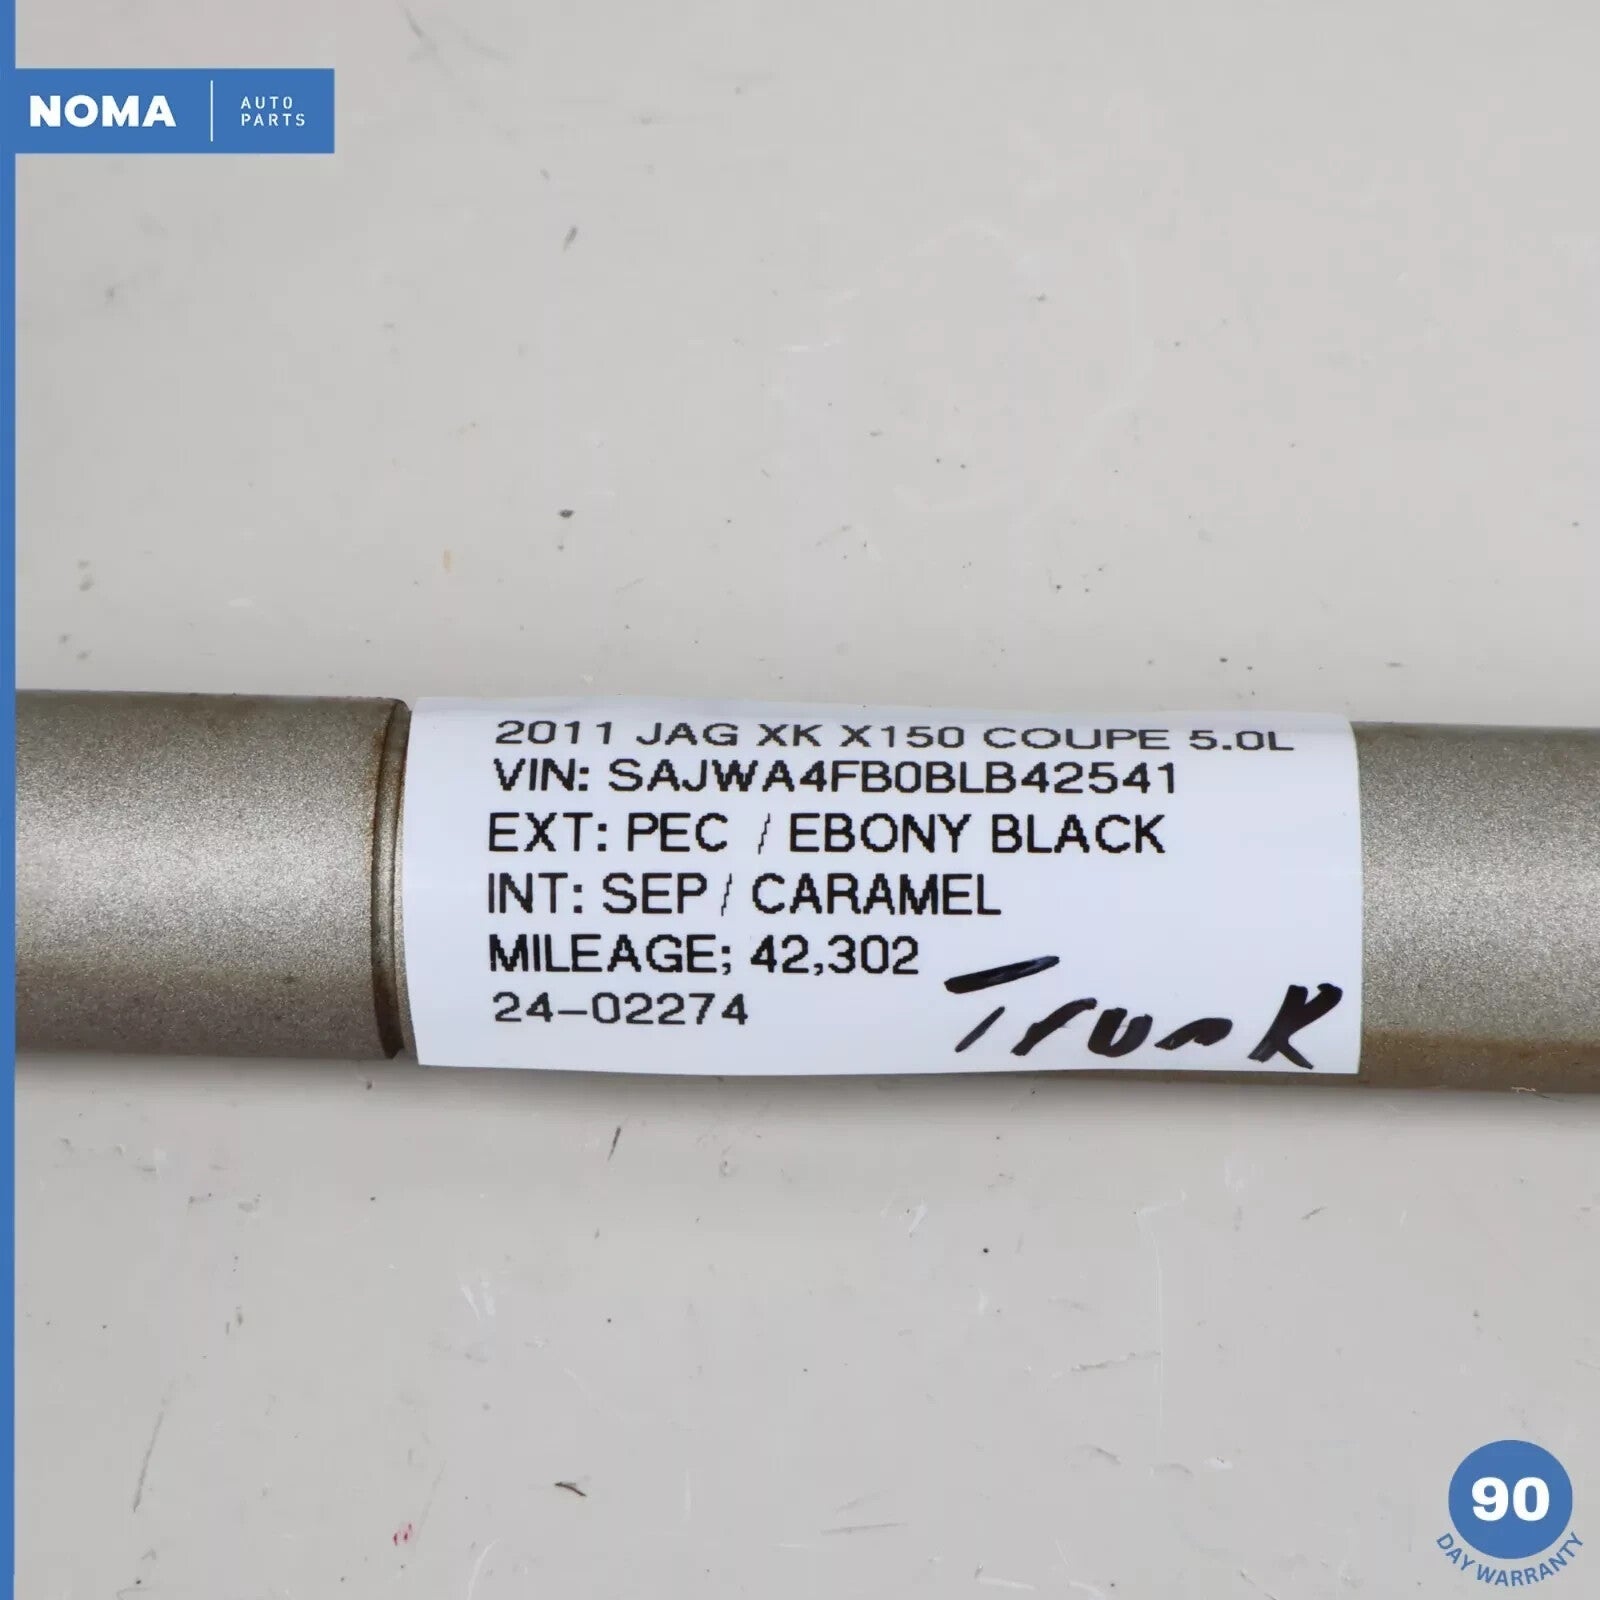 NOMA
AUTO
PARTS
2011 JAG XK X150 COUPE 5.0L
VIN: SAJWA4FB0BLB42541
EXT: PEC / EBONY BLACK
INT: SEP / CARAMEL
MILEAGE; 42,302
24-02274
Trunk
90
DAY WARRANTY